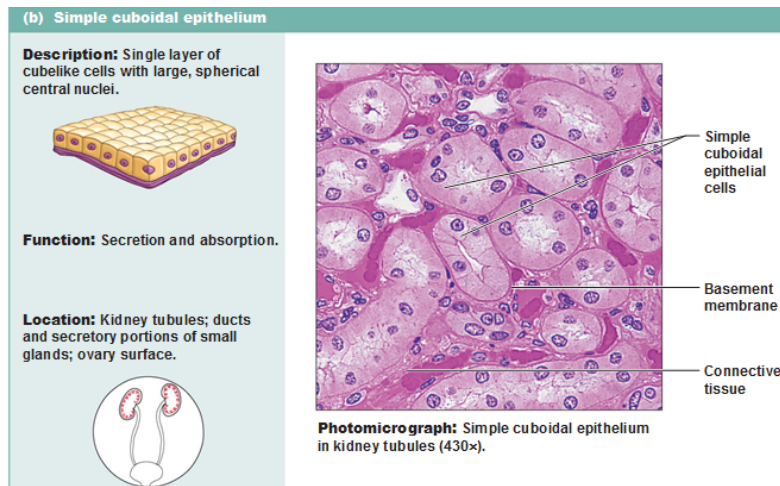 (b) Simple cuboidal epithelium
Description: Single layer of
cubelike cells with large, spherical
central nuclei.
Function: Secretion and absorption.
Location: Kidney tubules; ducts
and secretory portions of small
glands; ovary surface.
Simple
cuboidal
epithelial
cells
Basement
membrane
Connective
tissue
Photomicrograph: Simple cuboidal epithelium
in kidney tubules (430×).